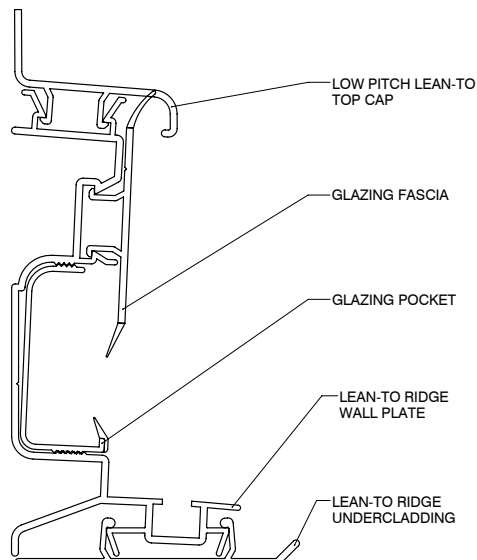 LOW PITCH LEAN-TO
TOP CAP
GLAZING FASCIA
GLAZING POCKET
LEAN-TO RIDGE
WALL PLATE
LEAN-TO RIDGE
UNDERCLADDING